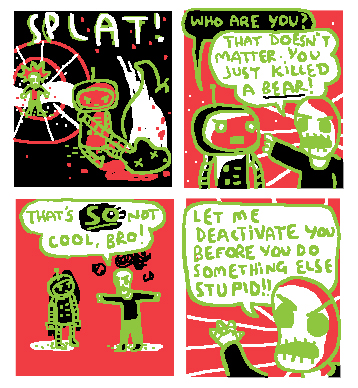 SPLAT!
WHO ARE YOU?
THAT DOESN'T
MATTER. YOU
JUST KILLED
A BEAR!
THAT'S SO NOT
COOL, BRO!
LET ME
DEACTIVATE YOU
BEFORE YOU DO
SOMETHING ELSE
STUPID!!